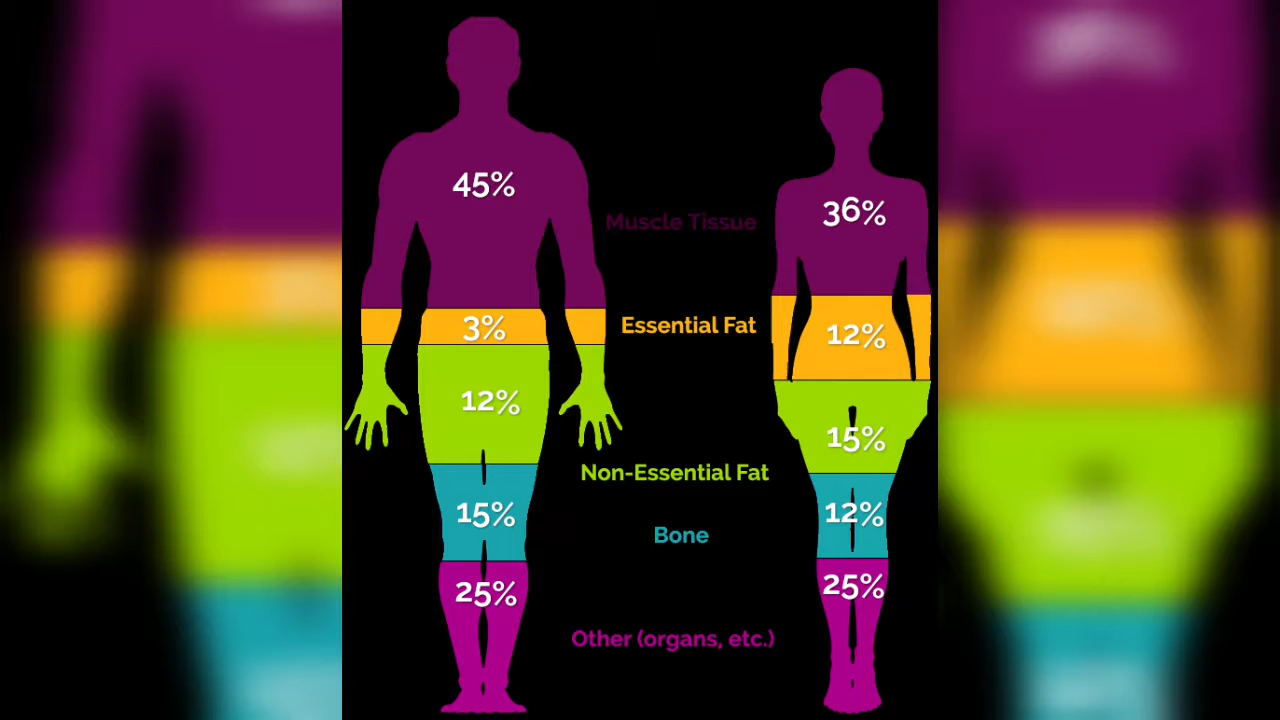 45%
36%
Muscle Tissue
3%
Essential Fat
12%
12%
15%
Non-Essential Fat
15%
12%
Bone
25%
25%
Other (organs, etc.)